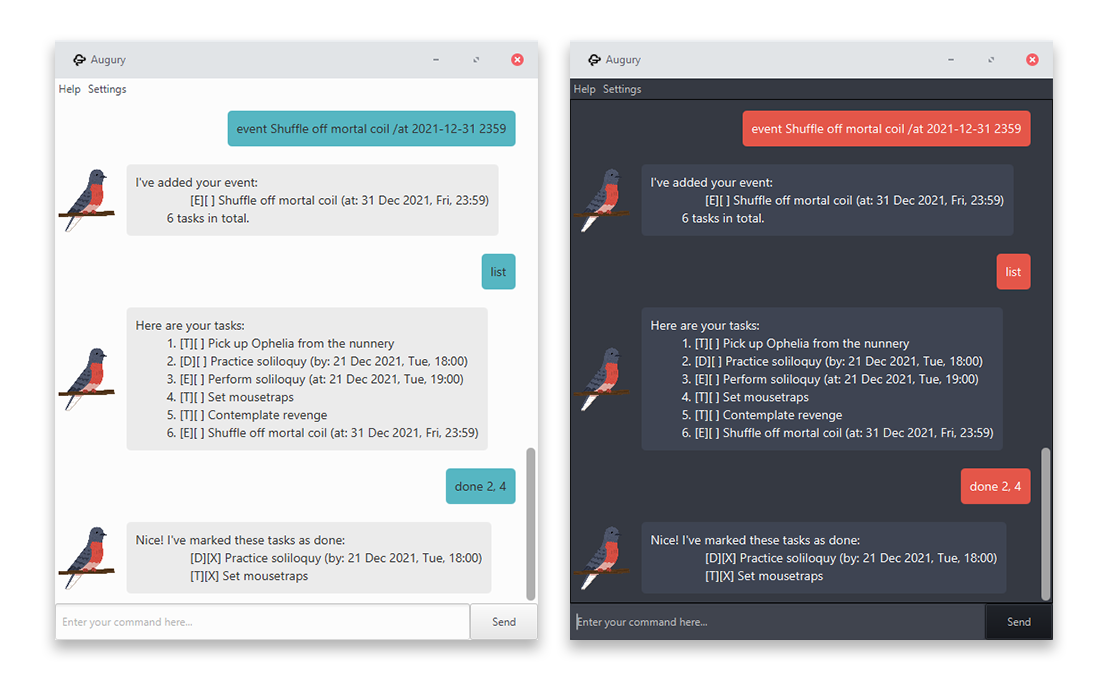 Augury
Help Settings
event Shuffle off mortal coil /at 2021-12-31 2359
I've added your event:
[E][ ] Shuffle off mortal coil (at: 31 Dec 2021, Fri, 23:59)
6 tasks in total.
list
Here are your tasks:
1. [T][ ] Pick up Ophelia from the nunnery
2. [D][ ] Practice soliloquy (by: 21 Dec 2021, Tue, 18:00)
3. [E][ ] Perform soliloquy (at: 21 Dec 2021, Tue, 19:00)
4. [T][ ] Set mousetraps
5. [T][ ] Contemplate revenge
6. [E][ ] Shuffle off mortal coil (at: 31 Dec 2021, Fri, 23:59)
done 2, 4
Nice! I've marked these tasks as done:
[D][X] Practice soliloquy (by: 21 Dec 2021, Tue, 18:00)
[T][X] Set mousetraps
Enter your command here...
Send
Augury
Help Settings
event Shuffle off mortal coil /at 2021-12-31 2359
I've added your event:
[E][ ] Shuffle off mortal coil (at: 31 Dec 2021, Fri, 23:59)
6 tasks in total.
list
Here are your tasks:
1. [T][ ] Pick up Ophelia from the nunnery
2. [D][ ] Practice soliloquy (by: 21 Dec 2021, Tue, 18:00)
3. [E][ ] Perform soliloquy (at: 21 Dec 2021, Tue, 19:00)
4. [T][ ] Set mousetraps
5. [T][ ] Contemplate revenge
6. [E][ ] Shuffle off mortal coil (at: 31 Dec 2021, Fri, 23:59)
done 2, 4
Nice! I've marked these tasks as done:
[D][X] Practice soliloquy (by: 21 Dec 2021, Tue, 18:00)
[T][X] Set mousetraps
Enter your command here...
Send